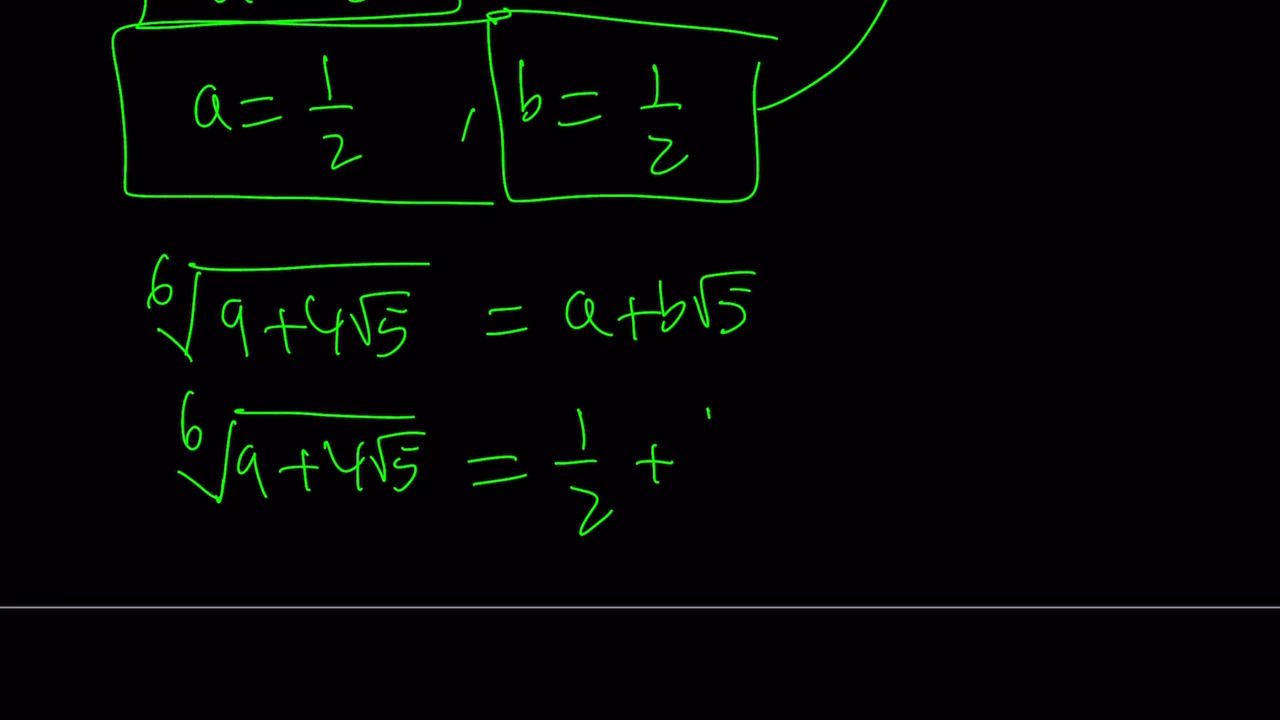 a = 1/2 , b = 1/2
⁶√(9+4√5) = a+b√5
⁶√(9+4√5) = 1/2 +